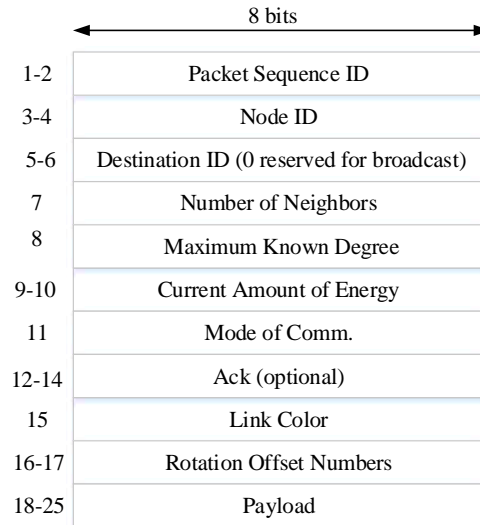 8 bits
1-2 Packet Sequence ID
3-4 Node ID
5-6 Destination ID (0 reserved for broadcast)
7 Number of Neighbors
8 Maximum Known Degree
9-10 Current Amount of Energy
11 Mode of Comm.
12-14 Ack (optional)
15 Link Color
16-17 Rotation Offset Numbers
18-25 Payload